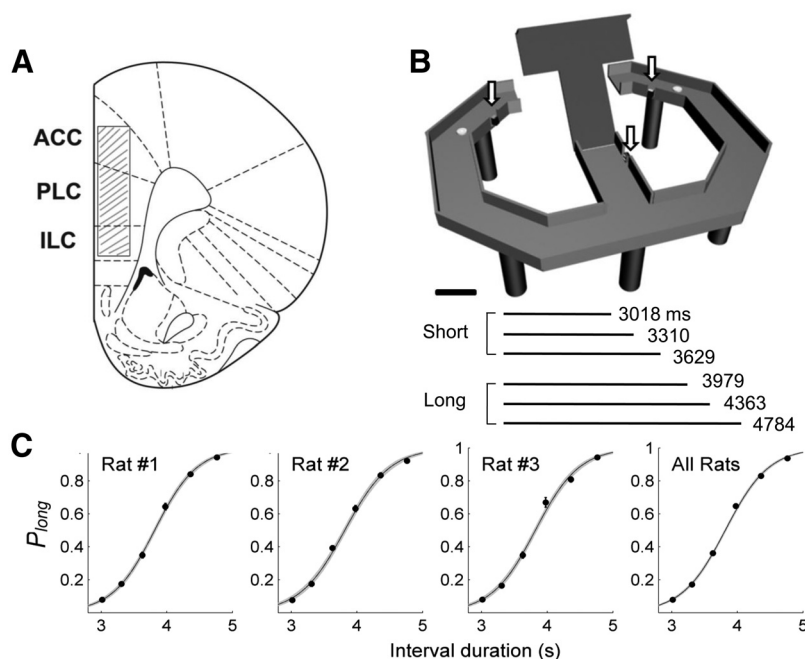 A
ACC
PLC
ILC
B
Short
3018 ms
3310
3629
Long
3979
4363
4784
C
P_long
Rat #1
0.8
0.6
0.4
0.2
3 4 5
Rat #2
0.8
0.6
0.4
0.2
3 4 5
Rat #3
1
0.8
0.6
0.4
0.2
3 4 5
All Rats
1
0.8
0.6
0.4
0.2
3 4 5
Interval duration (s)